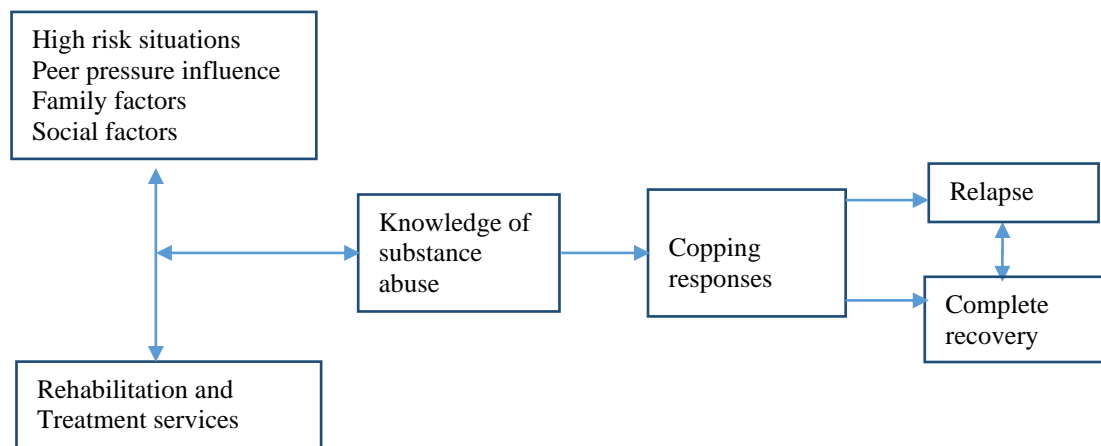 High risk situations
Peer pressure influence
Family factors
Social factors
Knowledge of
substance
abuse
Copping
responses
Relapse
Complete
recovery
Rehabilitation and
Treatment services